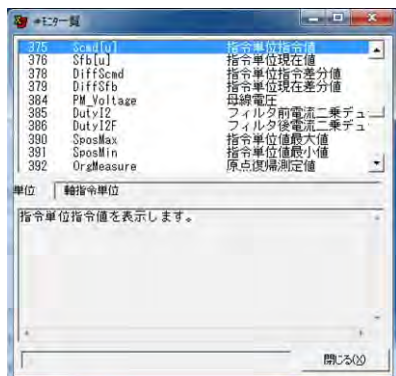 モニター一覧
375 Scmd[u] 指令単位指令値
376 Sfb[u] 指令単位現在値
378 DiffScmd 指令単位指令差分値
379 DiffSfb 指令単位現在差分値
384 PM_Voltage 母線電圧
385 DutyI2 フィルタ前電流二乗デュー
386 DutyI2F フィルタ後電流二乗デュー
390 SposMax 指令単位値最大値
391 SposMin 指令単位値最小値
392 OrgMeasure 原点復帰測定値
単位 軸指令単位
指令単位指令値を表示します。
閉じる(X)